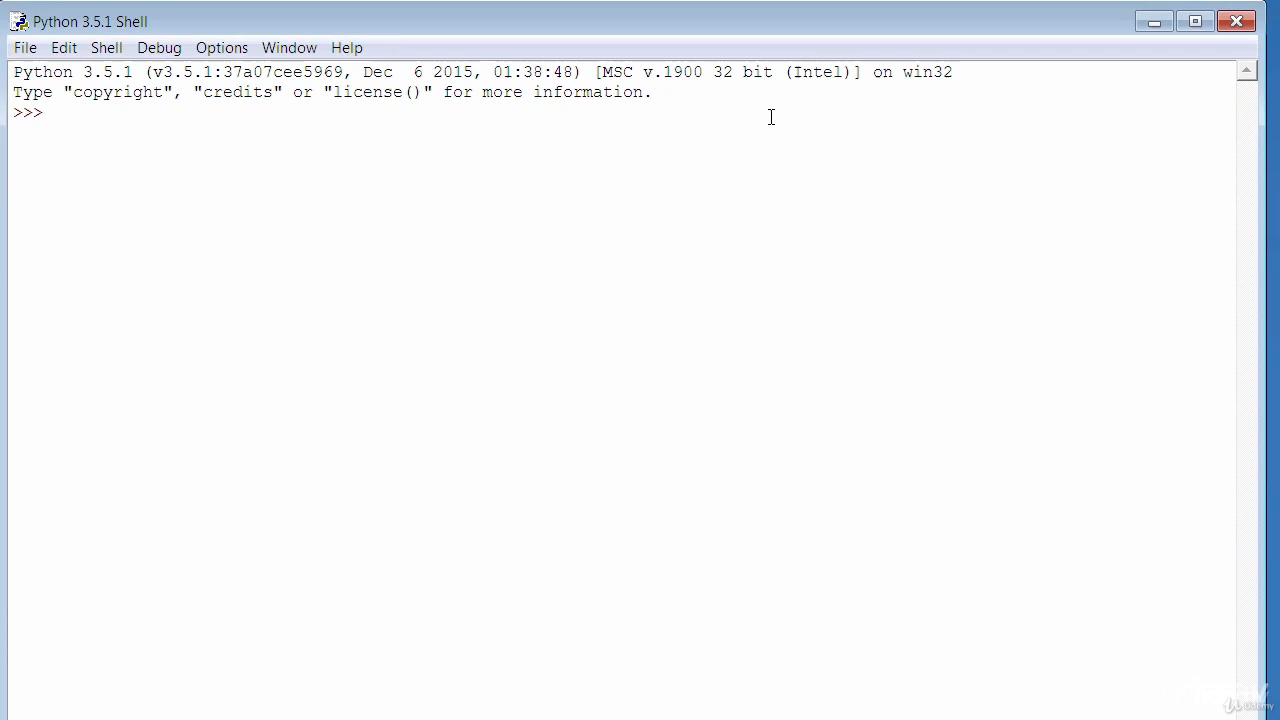 Python 3.5.1 Shell
File Edit Shell Debug Options Window Help
Python 3.5.1 (v3.5.1:37a07cee5969, Dec  6 2015, 01:33:48) [MSC v.1900 32 bit (Intel)] on win32
Type "copyright", "credits" or "license()" for more information.
>>>
Udemy